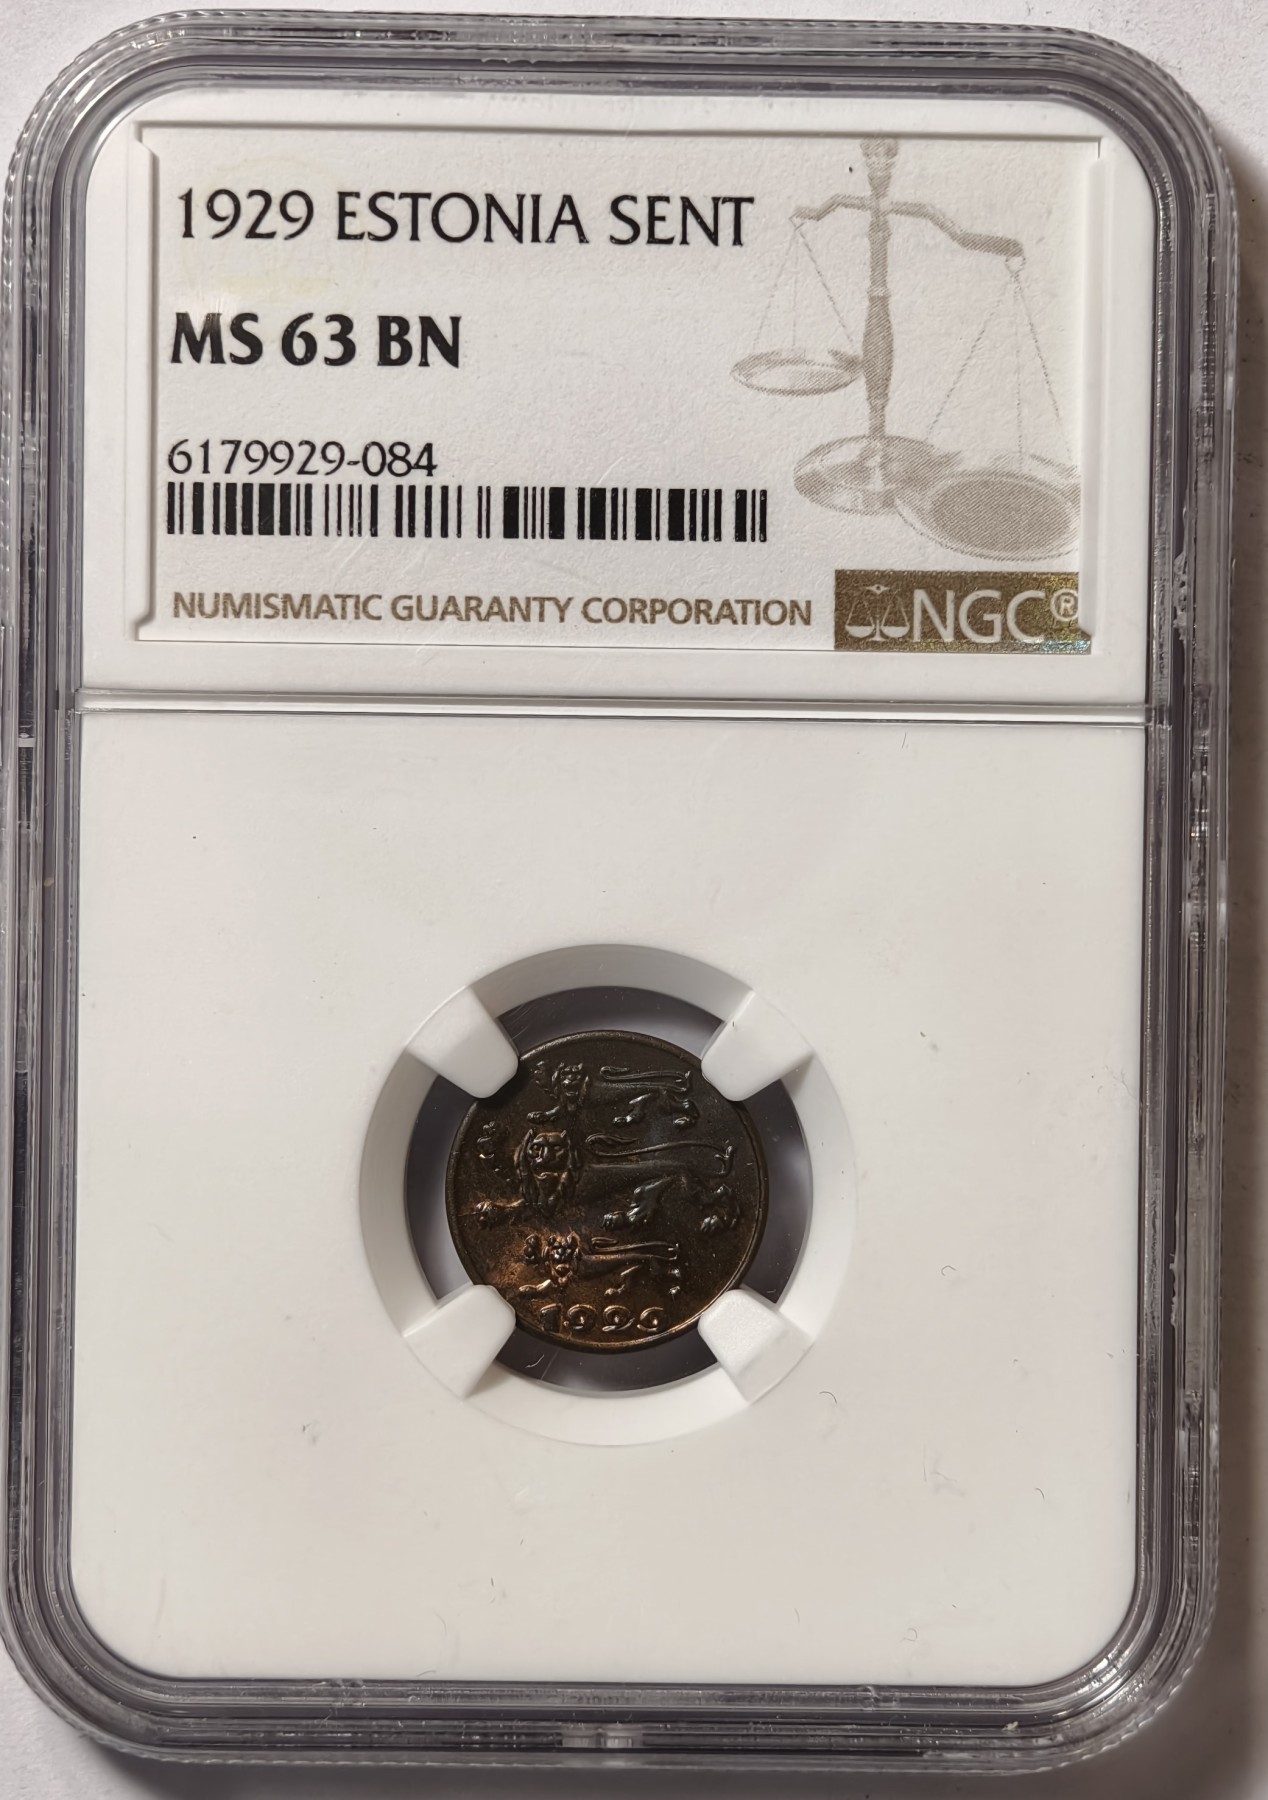 1929 ESTONIA SENT
MS 63 BN
6179929-084
NUMISMATIC GUARANTY CORPORATION
NGC®
1929